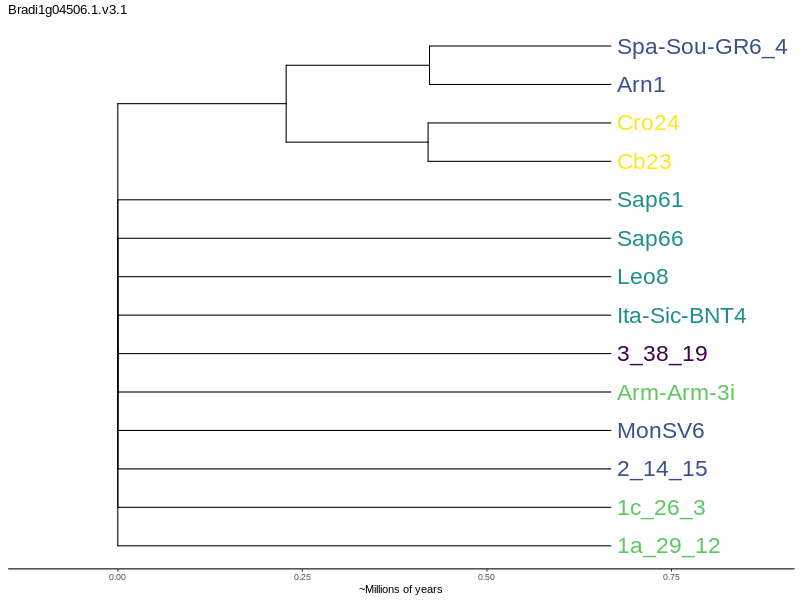 Bradi1g04506.1.v3.1
Spa-Sou-GR6_4
Arn1
Cro24
Cb23
Sap61
Sap66
Leo8
Ita-Sic-BNT4
3_38_19
Arm-Arm-3i
MonSV6
2_14_15
1c_26_3
1a_29_12
0.00 0.25 0.50 0.75
~Millions of years